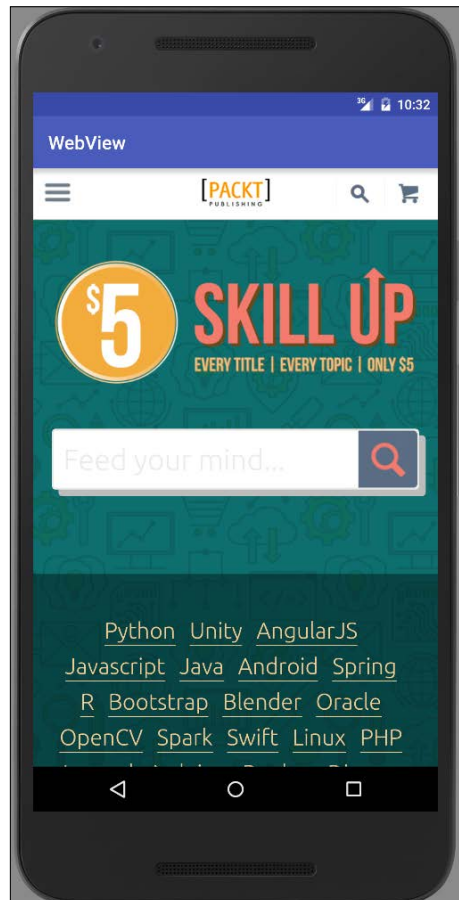 3G 10:32
WebView
[PACKT]
PUBLISHING
$5 SKILL UP
EVERY TITLE | EVERY TOPIC | ONLY $5
Feed your mind...
Python Unity AngularJS
Javascript Java Android Spring
R Bootstrap Blender Oracle
OpenCV Spark Swift Linux PHP